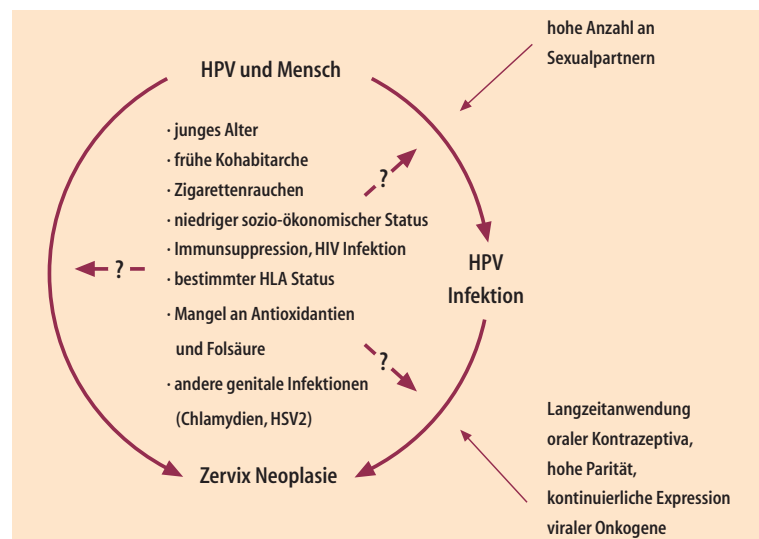 hohe Anzahl an
Sexualpartnern
HPV und Mensch
· junges Alter
· frühe Kohabitarche
· Zigarettenrauchen
?
· niedriger sozio-ökonomischer Status
· Immunsuppression, HIV Infektion
?
· bestimmter HLA Status
HPV
Infektion
· Mangel an Antioxidantien
und Folsäure
?
· andere genitale Infektionen
(Chlamydien, HSV2)
Zervix Neoplasie
Langzeitanwendung
oraler Kontrazeptiva,
hohe Parität,
kontinuierliche Expression
viraler Onkogene